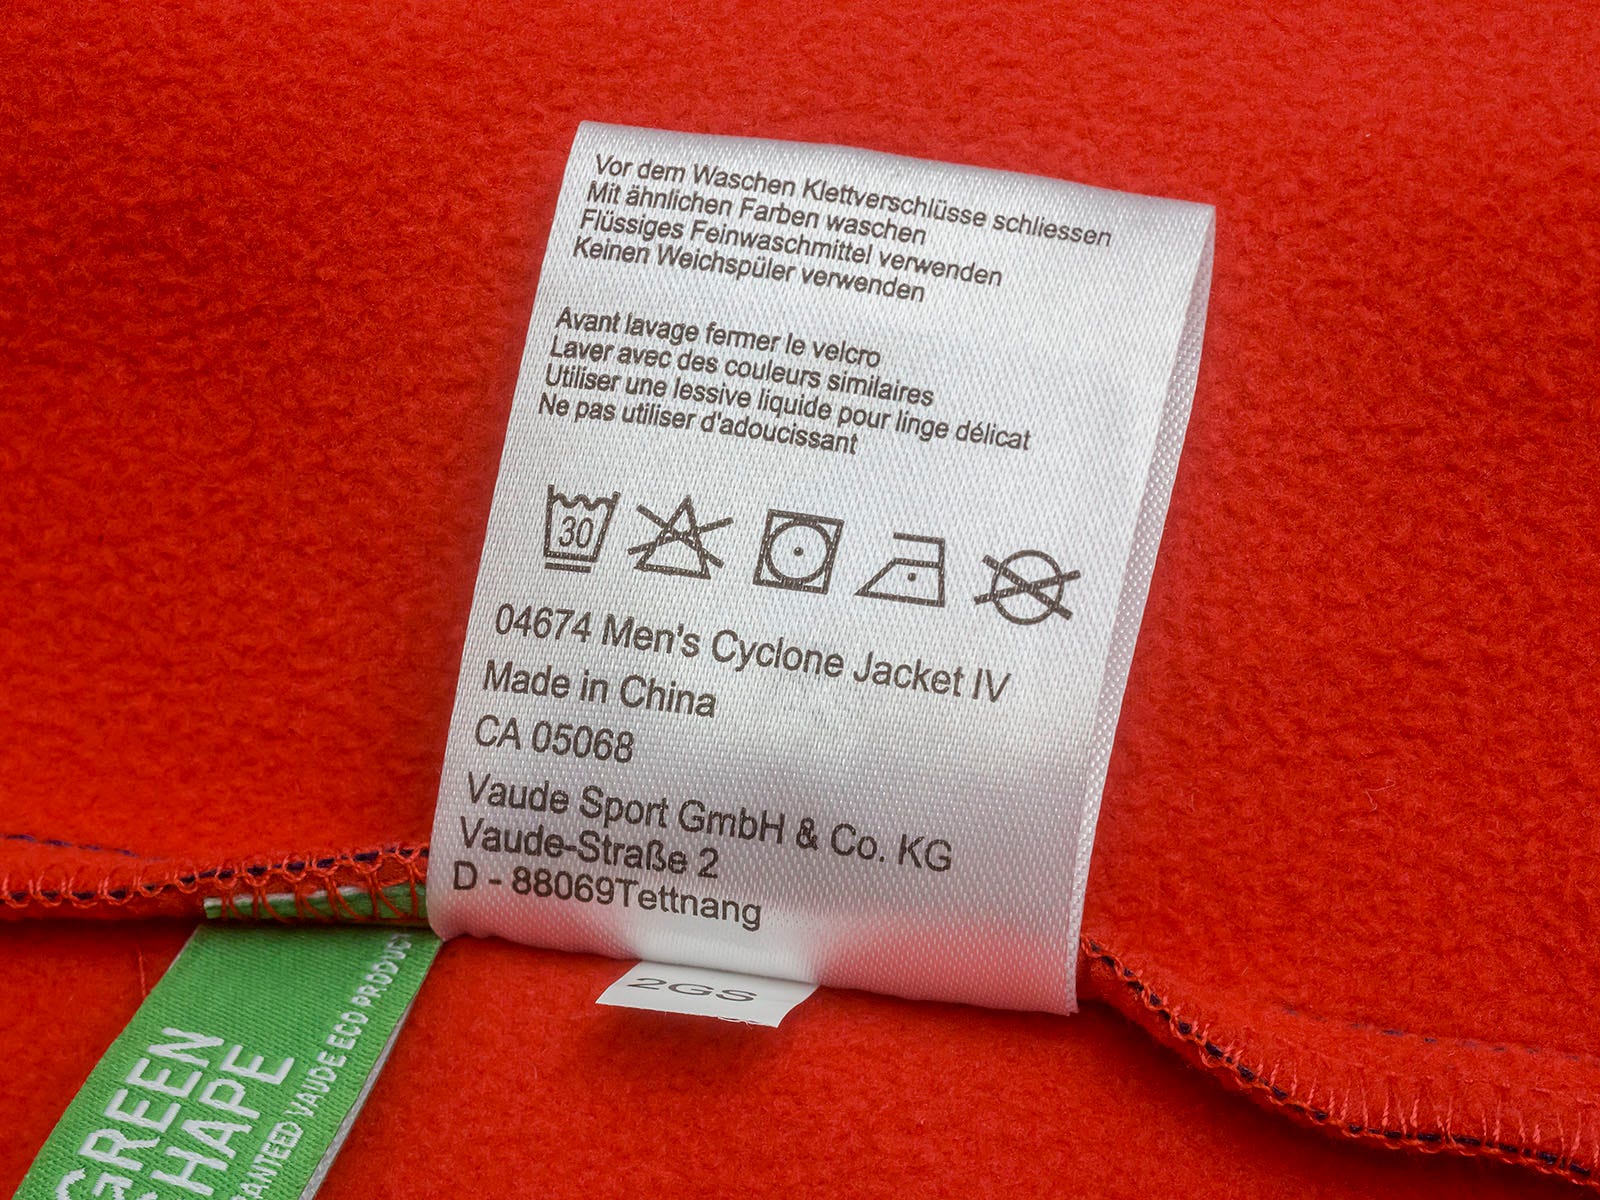 Vor dem Waschen Klettverschlüsse schliessen
Mit ähnlichen Farben waschen
Flüssiges Feinwaschmittel verwenden
Keinen Weichspüler verwenden
Avant lavage fermer le velcro
Laver avec des couleurs similaires
Utiliser une lessive liquide pour linge délicat
Ne pas utiliser d'adoucissant
30
04674 Men's Cyclone Jacket IV
Made in China
CA 05068
Vaude Sport GmbH & Co. KG
Vaude-Straße 2
D - 88069Tettnang
2GS
GREEN
HAPE
ANTEED VAUDE ECO PRODUC